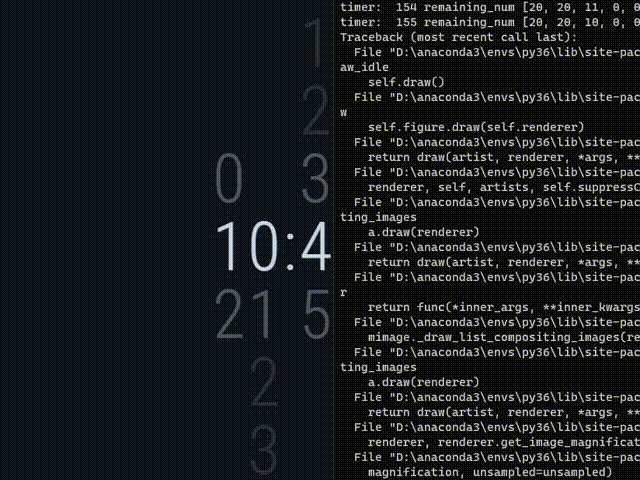 1
2
0 3
10:4
21 5
2
3
timer:  154 remaining_num [20, 20, 11, 0, 0
timer:  155 remaining_num [20, 20, 10, 0, 0
Traceback (most recent call last):
  File "D:\anaconda3\envs\py36\lib\site-pac
aw_idle
    self.draw()
  File "D:\anaconda3\envs\py36\lib\site-pac
w
    self.figure.draw(self.renderer)
  File "D:\anaconda3\envs\py36\lib\site-pac
    return draw(artist, renderer, *args, **
  File "D:\anaconda3\envs\py36\lib\site-pac
    renderer, self, artists, self.suppressC
  File "D:\anaconda3\envs\py36\lib\site-pac
ting_images
    a.draw(renderer)
  File "D:\anaconda3\envs\py36\lib\site-pac
    return draw(artist, renderer, *args, **
  File "D:\anaconda3\envs\py36\lib\site-pac
r
    return func(*inner_args, **inner_kwargs
  File "D:\anaconda3\envs\py36\lib\site-pac
    mimage._draw_list_compositing_images(re
ting_images
    a.draw(renderer)
  File "D:\anaconda3\envs\py36\lib\site-pac
    return draw(artist, renderer, *args, **
  File "D:\anaconda3\envs\py36\lib\site-pac
    renderer, renderer.get_image_magnificat
  File "D:\anaconda3\envs\py36\lib\site-pac
    magnification, unsampled=unsampled)